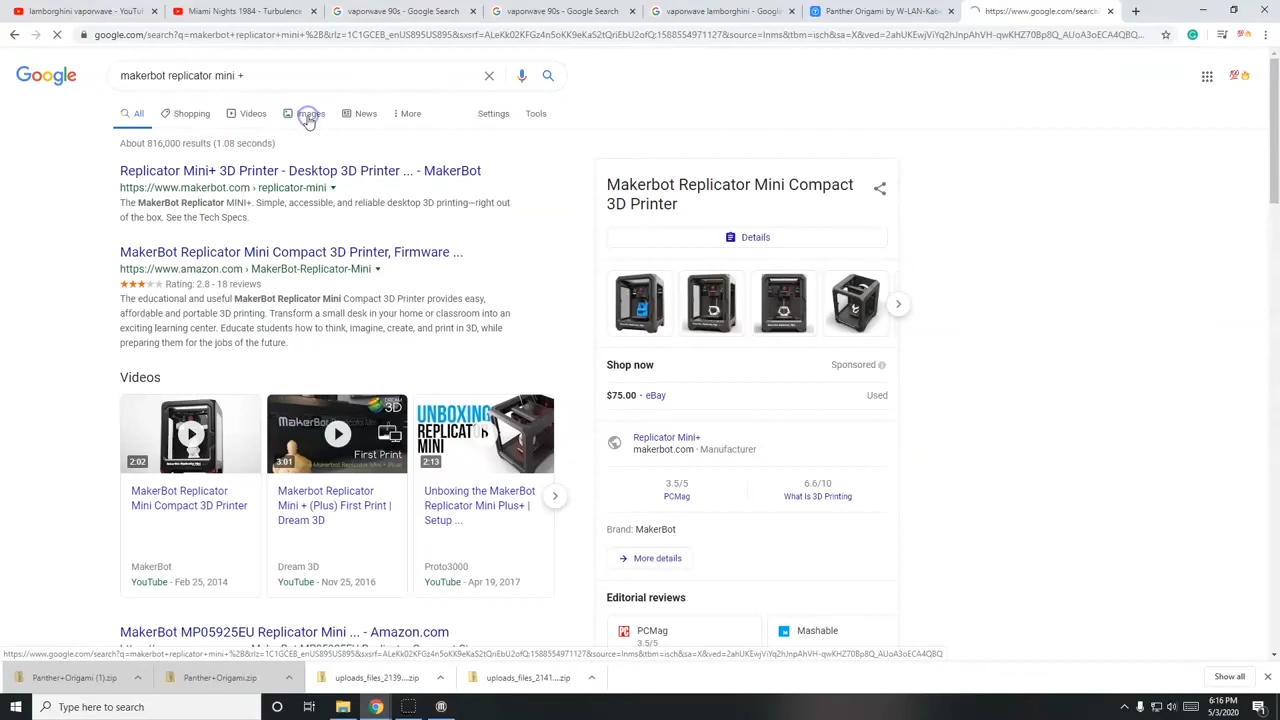 lamborghini vaporwave - YouT
Miami Nights 1984 - Turbulence
vaporwave - Google Search
vaporwave 90s - Google Search
vaporwave lamborghini - Google
Panther Origami by W-LAN-Kab
https://www.google.com/search?
google.com/search?q=makerbot+replicator+mini+%2B&rlz=1C1GCEB_enUS895US895&sxsrf=ALeKk02KFGz4n5oKK9eKaS2tQnEbU2ofQ:1588554971127&source=lnms&tbm=isch&sa=X&ved=2ahUKEwjViYq2hJnpAhVH-qwKHZ70Bp8Q_AUoA3oECA4QBQ...
Google
makerbot replicator mini +
All
Shopping
Videos
Images
News
More
Settings
Tools
About 816,000 results (1.08 seconds)
Replicator Mini+ 3D Printer - Desktop 3D Printer ... - MakerBot
https://www.makerbot.com › replicator-mini
The MakerBot Replicator MINI+. Simple, accessible, and reliable desktop 3D printing—right out
of the box. See the Tech Specs.
MakerBot Replicator Mini Compact 3D Printer, Firmware ...
https://www.amazon.com › MakerBot-Replicator-Mini
Rating: 2.8 - 18 reviews
The educational and useful MakerBot Replicator Mini Compact 3D Printer provides easy,
affordable and portable 3D printing. Transform a small desk in your home or classroom into an
exciting learning center. Educate students how to think, imagine, create, and print in 3D, while
preparing them for the jobs of the future.
Videos
2:02
MakerBot Replicator
Mini Compact 3D Printer
MakerBot
YouTube - Feb 25, 2014
DREAM
3D
MakerBot
First Print
3:01
Makerbot Replicator
Mini + (Plus) First Print |
Dream 3D
Dream 3D
YouTube - Nov 25, 2016
UNBOXING
REPLICATOR
MINI
2:13
Unboxing the MakerBot
Replicator Mini Plus+ |
Setup ...
Proto3000
YouTube - Apr 19, 2017
MakerBot MP05925EU Replicator Mini ... - Amazon.com
Makerbot Replicator Mini Compact
3D Printer
Details
Shop now
Sponsored
$75.00 · eBay
Used
Replicator Mini+
makerbot.com · Manufacturer
3.5/5
PCMag
6.6/10
What Is 3D Printing
Brand: MakerBot
More details
Editorial reviews
PCMag
3.5/5
Mashable
https://www.google.com/search?q=makerbot+replicator+mini+%2B&rlz=1C1GCEB_enUS895US895&sxsrf=ALeKk02KFGz4n5oKK9eKaS2tQnEbU2ofQ:1588554971127&source=lnms&tbm=isch&sa=X&ved=2ahUKEwjViYq2hJnpAhVH-qwKHZ70Bp8Q_AUoA3oECA4QBQ
Panther+Origami (1).zip
Panther+Origami.zip
uploads_files_2139....zip
uploads_files_2141....zip
Show all
Type here to search
6:16 PM
5/3/2020